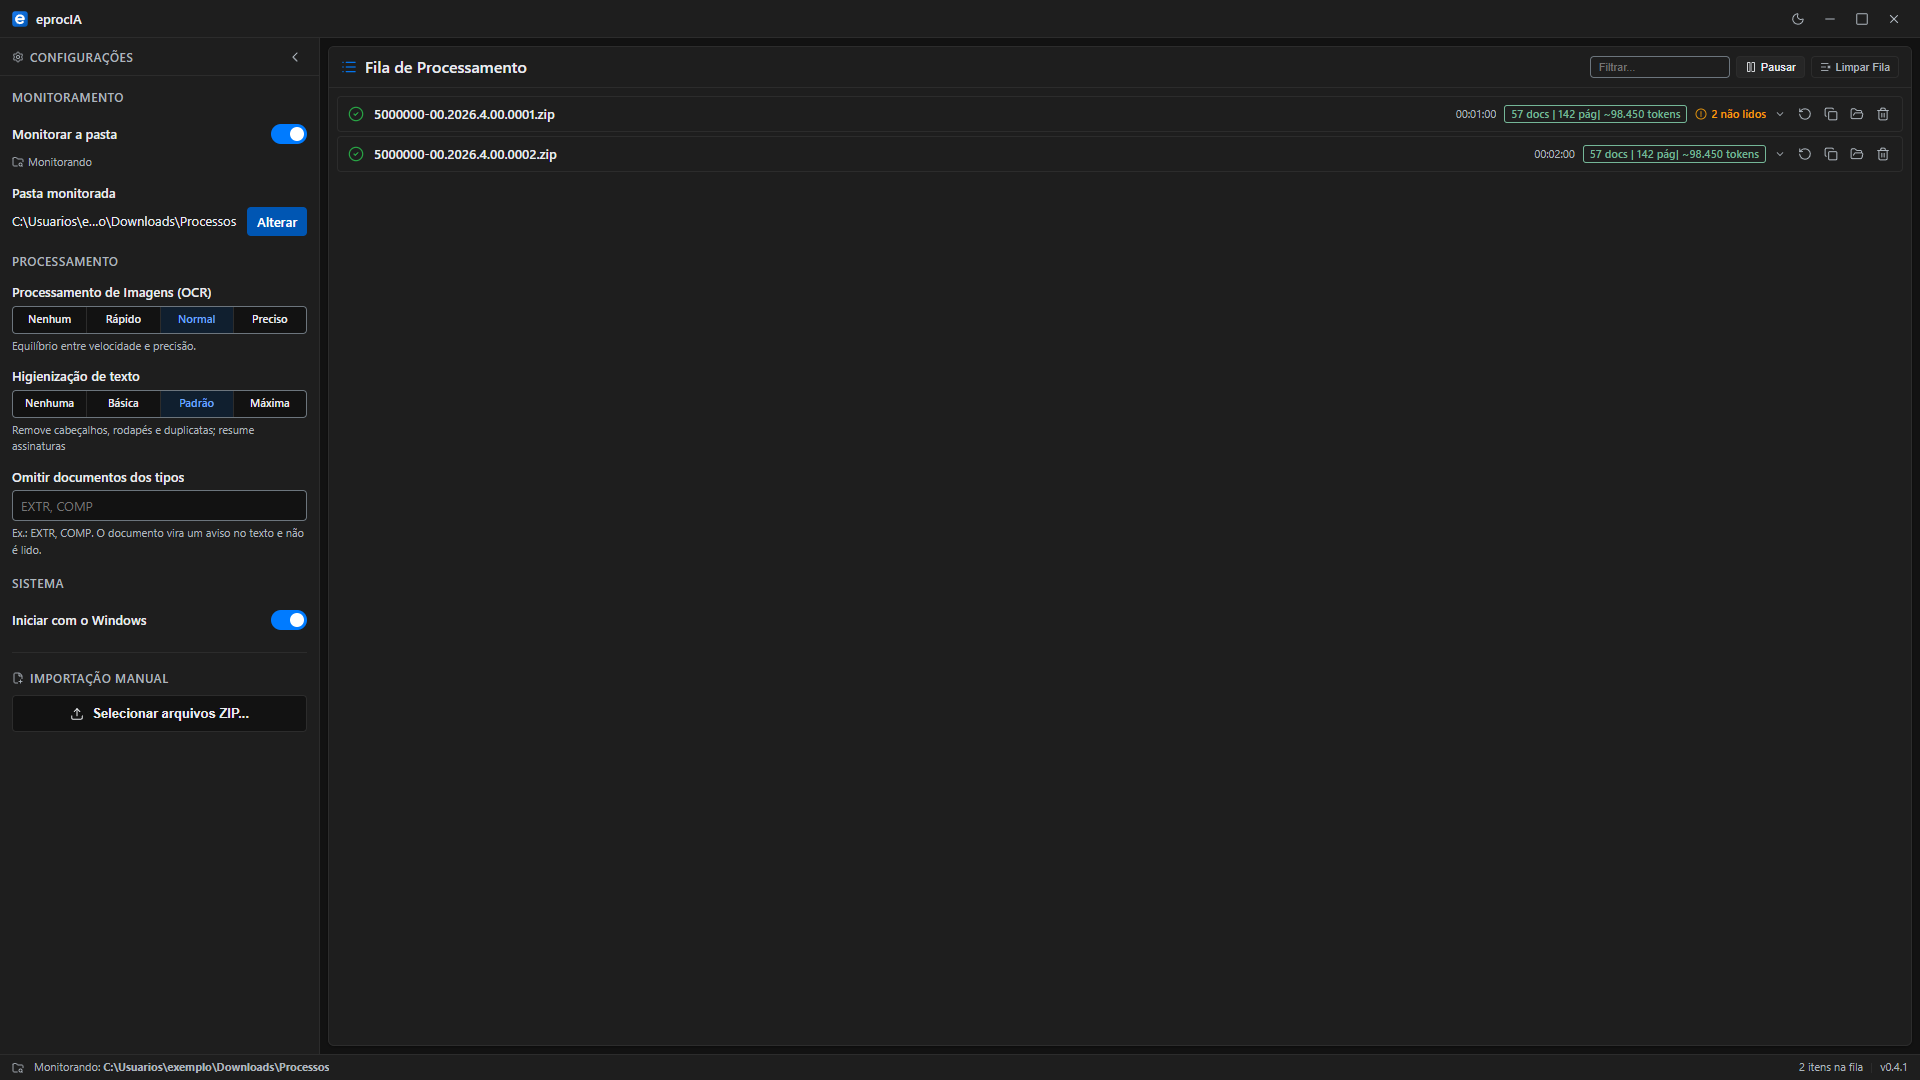 eprocIA
CONFIGURAÇÕES
MONITORAMENTO
Monitorar a pasta
Monitorando
Pasta monitorada
C:\Usuarios\e...o\Downloads\Processos
Alterar
PROCESSAMENTO
Processamento de Imagens (OCR)
Nenhum Rápido Normal Preciso
Equilíbrio entre velocidade e precisão.
Higienização de texto
Nenhuma Básica Padrão Máxima
Remove cabeçalhos, rodapés e duplicatas; resume
assinaturas
Omitir documentos dos tipos
EXTR, COMP
Ex.: EXTR, COMP. O documento vira um aviso no texto e não
é lido.
SISTEMA
Iniciar com o Windows
IMPORTAÇÃO MANUAL
Selecionar arquivos ZIP...
Fila de Processamento
Filtrar... Pausar Limpar Fila
5000000-00.2026.4.00.0001.zip 00:01:00 57 docs | 142 pág| ~98.450 tokens 2 não lidos
5000000-00.2026.4.00.0002.zip 00:02:00 57 docs | 142 pág| ~98.450 tokens
Monitorando: C:\Usuarios\exemplo\Downloads\Processos
2 itens na fila v0.4.1